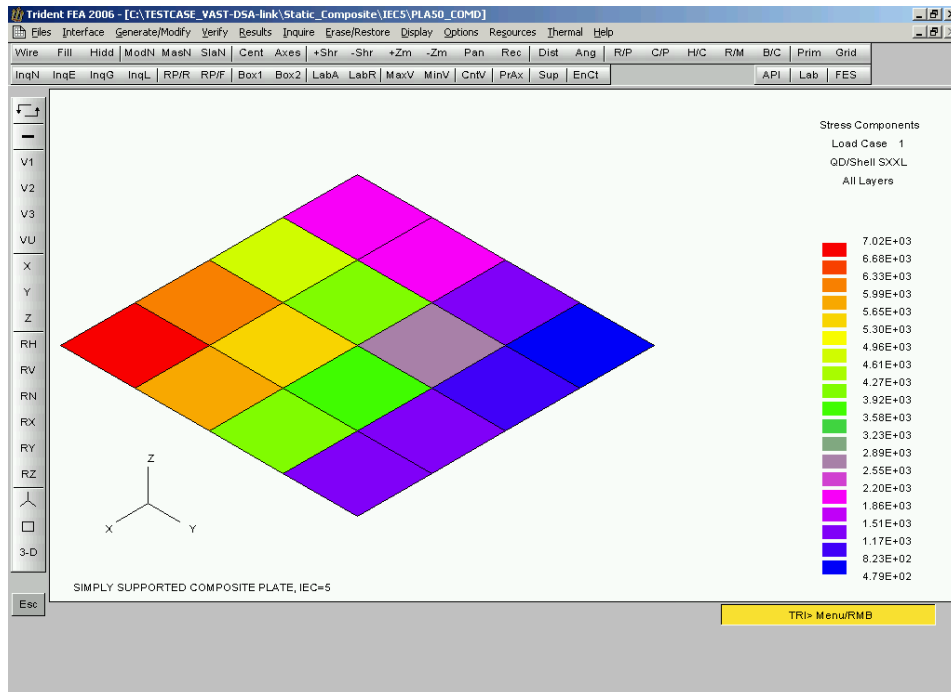 Trident FEA 2006 - [C:\TESTCASE_VAST-DSA-link\Static_Composite\IEC5\PLA50_COMD]
Files Interface Generate/Modify Verify Results Inquire Erase/Restore Display Options Resources Thermal Help
Wire Fill Hidd ModN MasN SlaN Cent Axes +Shr -Shr +Zm -Zm Pan Rec Dist Ang R/P C/P H/C R/M B/C Prim Grid
InqN InqE InqG InqL RP/R RP/F Box1 Box2 LabA LabR MaxV MinV CntV PrAx Sup EnCt API Lab FES
V1
V2
V3
VU
X
Y
Z
RH
RV
RN
RX
RY
RZ
3-D
Esc
Stress Components
Load Case 1
QD/Shell SXXL
All Layers
7.02E+03
6.68E+03
6.33E+03
5.99E+03
5.65E+03
5.30E+03
4.96E+03
4.61E+03
4.27E+03
3.92E+03
3.58E+03
3.23E+03
2.89E+03
2.55E+03
2.20E+03
1.86E+03
1.51E+03
1.17E+03
8.23E+02
4.79E+02
Z
X
Y
SIMPLY SUPPORTED COMPOSITE PLATE, IEC=5
TRI> Menu/RMB